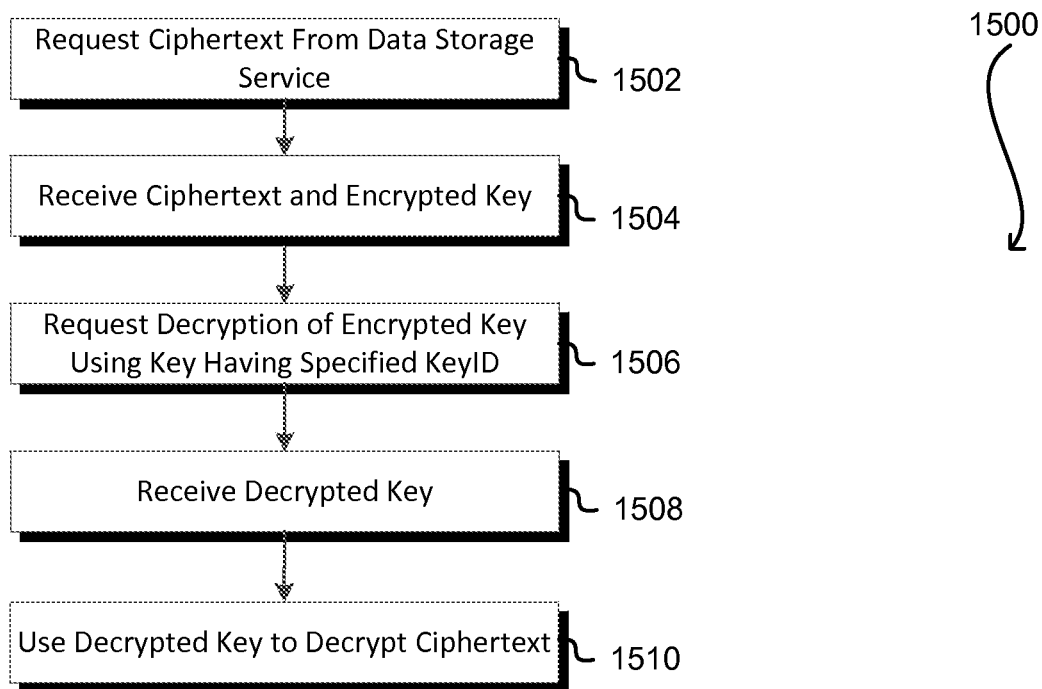 1500
Request Ciphertext From Data Storage
Service
1502
Receive Ciphertext and Encrypted Key
1504
Request Decryption of Encrypted Key
Using Key Having Specified KeyID
1506
Receive Decrypted Key
1508
Use Decrypted Key to Decrypt Ciphertext
1510